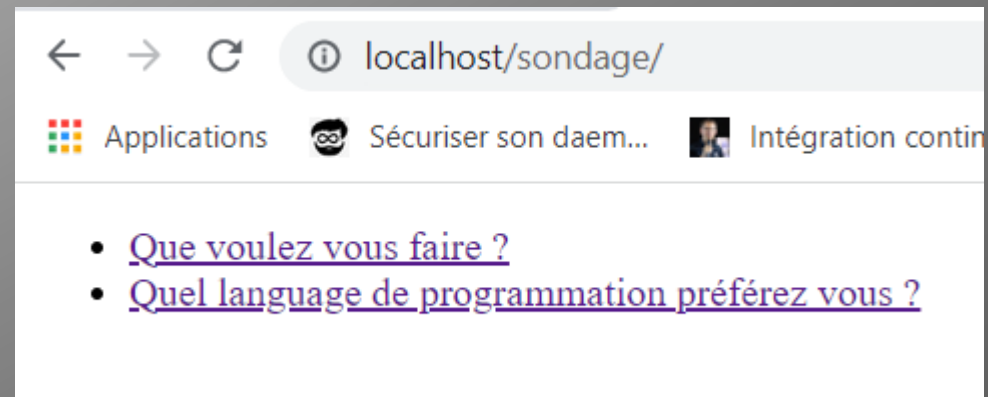 localhost/sondage/
Applications Sécuriser son daem... Intégration contin
Que voulez vous faire ?
Quel language de programmation préférez vous ?